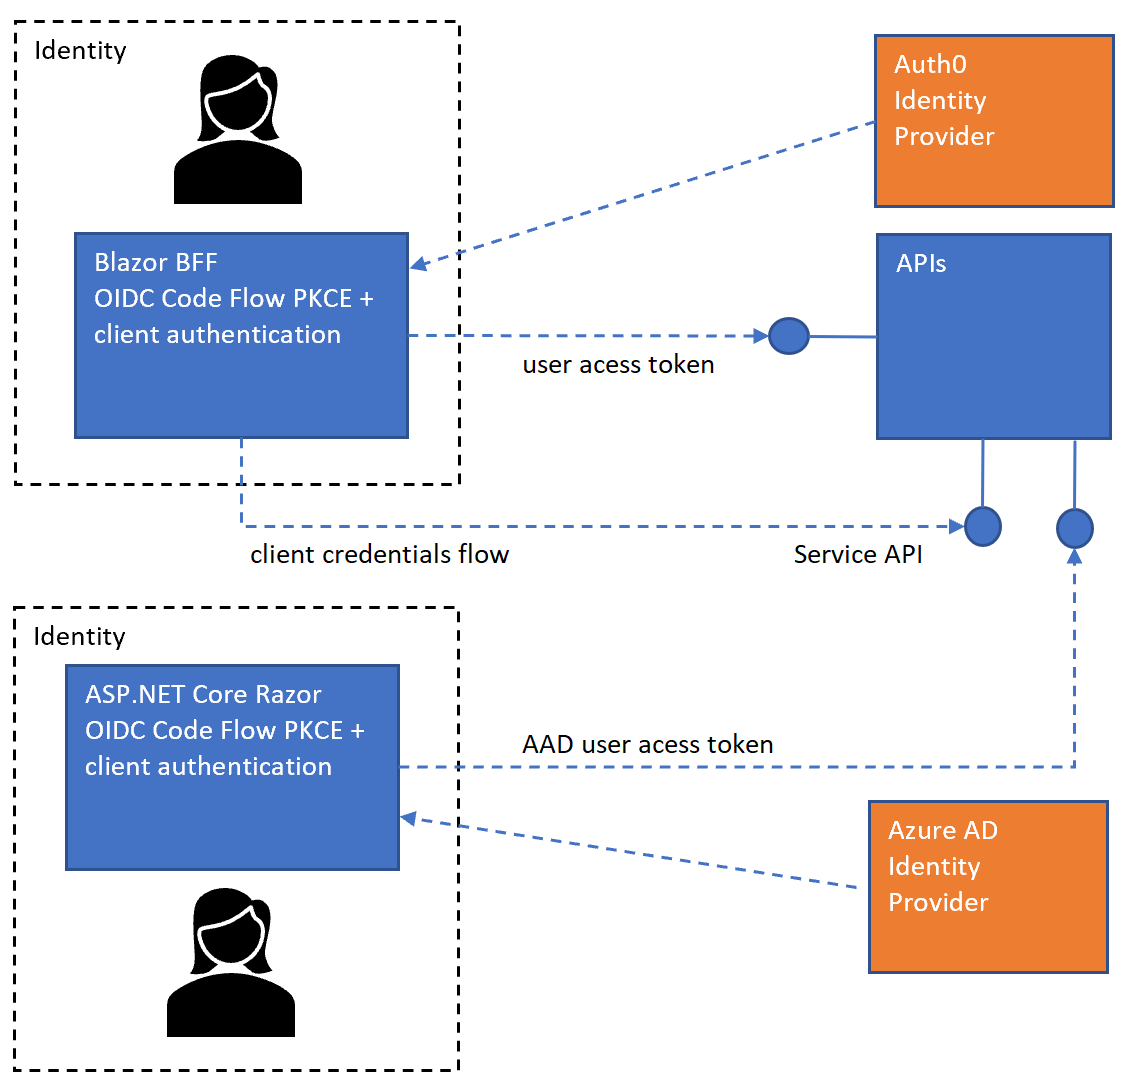 Identity
Auth0
Identity
Provider
Blazor BFF
OIDC Code Flow PKCE +
client authentication
APIs
user acess token
client credentials flow
Service API
Identity
ASP.NET Core Razor
OIDC Code Flow PKCE +
client authentication
AAD user acess token
Azure AD
Identity
Provider